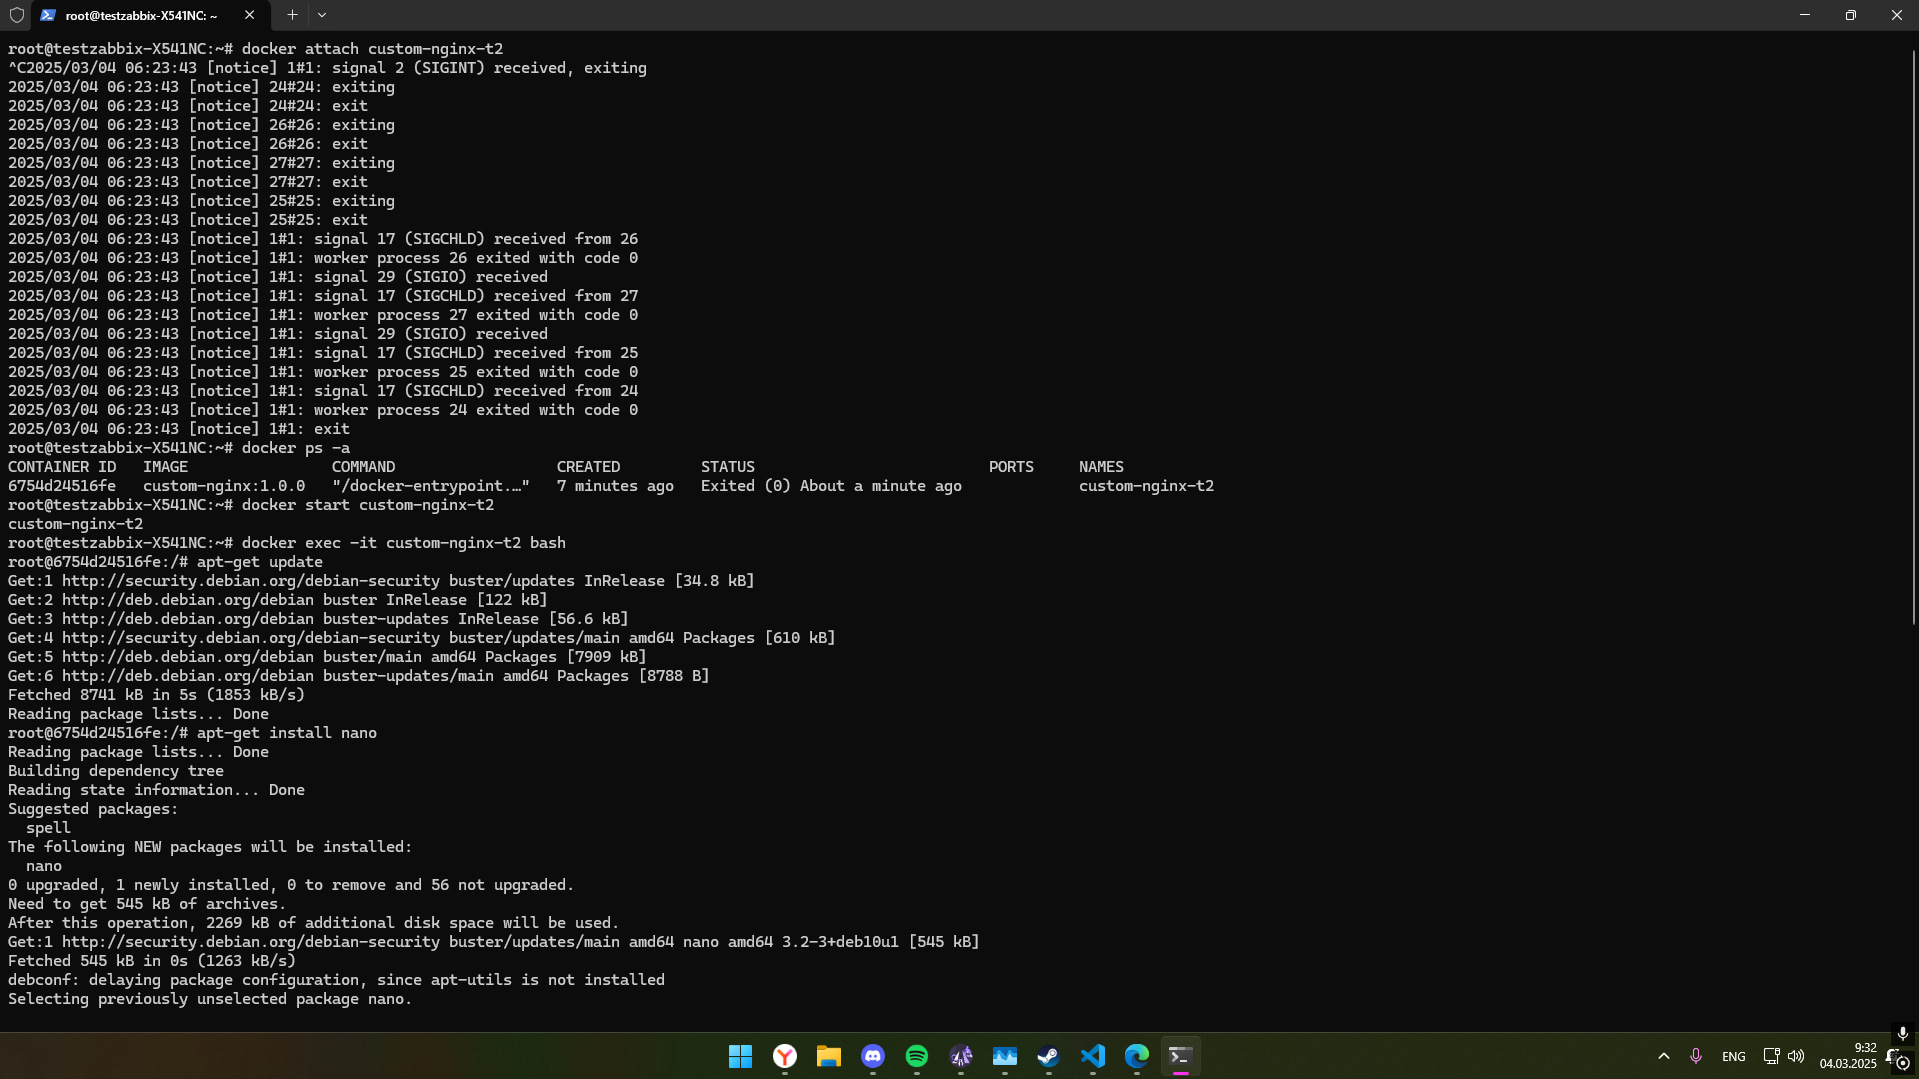 root@testzabbix-X541NC: ~
root@testzabbix-X541NC:~# docker attach custom-nginx-t2
^C2025/03/04 06:23:43 [notice] 1#1: signal 2 (SIGINT) received, exiting
2025/03/04 06:23:43 [notice] 24#24: exiting
2025/03/04 06:23:43 [notice] 24#24: exit
2025/03/04 06:23:43 [notice] 26#26: exiting
2025/03/04 06:23:43 [notice] 26#26: exit
2025/03/04 06:23:43 [notice] 27#27: exiting
2025/03/04 06:23:43 [notice] 27#27: exit
2025/03/04 06:23:43 [notice] 25#25: exiting
2025/03/04 06:23:43 [notice] 25#25: exit
2025/03/04 06:23:43 [notice] 1#1: signal 17 (SIGCHLD) received from 26
2025/03/04 06:23:43 [notice] 1#1: worker process 26 exited with code 0
2025/03/04 06:23:43 [notice] 1#1: signal 29 (SIGIO) received
2025/03/04 06:23:43 [notice] 1#1: signal 17 (SIGCHLD) received from 27
2025/03/04 06:23:43 [notice] 1#1: worker process 27 exited with code 0
2025/03/04 06:23:43 [notice] 1#1: signal 29 (SIGIO) received
2025/03/04 06:23:43 [notice] 1#1: signal 17 (SIGCHLD) received from 25
2025/03/04 06:23:43 [notice] 1#1: worker process 25 exited with code 0
2025/03/04 06:23:43 [notice] 1#1: signal 17 (SIGCHLD) received from 24
2025/03/04 06:23:43 [notice] 1#1: worker process 24 exited with code 0
2025/03/04 06:23:43 [notice] 1#1: exit
root@testzabbix-X541NC:~# docker ps -a
CONTAINER ID   IMAGE                COMMAND                  CREATED         STATUS                          PORTS     NAMES
6754d24516fe   custom-nginx:1.0.0   "/docker-entrypoint.…"   7 minutes ago   Exited (0) About a minute ago             custom-nginx-t2
root@testzabbix-X541NC:~# docker start custom-nginx-t2
custom-nginx-t2
root@testzabbix-X541NC:~# docker exec -it custom-nginx-t2 bash
root@6754d24516fe:/# apt-get update
Get:1 http://security.debian.org/debian-security buster/updates InRelease [34.8 kB]
Get:2 http://deb.debian.org/debian buster InRelease [122 kB]
Get:3 http://deb.debian.org/debian buster-updates InRelease [56.6 kB]
Get:4 http://security.debian.org/debian-security buster/updates/main amd64 Packages [610 kB]
Get:5 http://deb.debian.org/debian buster/main amd64 Packages [7909 kB]
Get:6 http://deb.debian.org/debian buster-updates/main amd64 Packages [8788 B]
Fetched 8741 kB in 5s (1853 kB/s)
Reading package lists... Done
root@6754d24516fe:/# apt-get install nano
Reading package lists... Done
Building dependency tree
Reading state information... Done
Suggested packages:
  spell
The following NEW packages will be installed:
  nano
0 upgraded, 1 newly installed, 0 to remove and 56 not upgraded.
Need to get 545 kB of archives.
After this operation, 2269 kB of additional disk space will be used.
Get:1 http://security.debian.org/debian-security buster/updates/main amd64 nano amd64 3.2-3+deb10u1 [545 kB]
Fetched 545 kB in 0s (1263 kB/s)
debconf: delaying package configuration, since apt-utils is not installed
Selecting previously unselected package nano.
ENG
9:32
04.03.2025